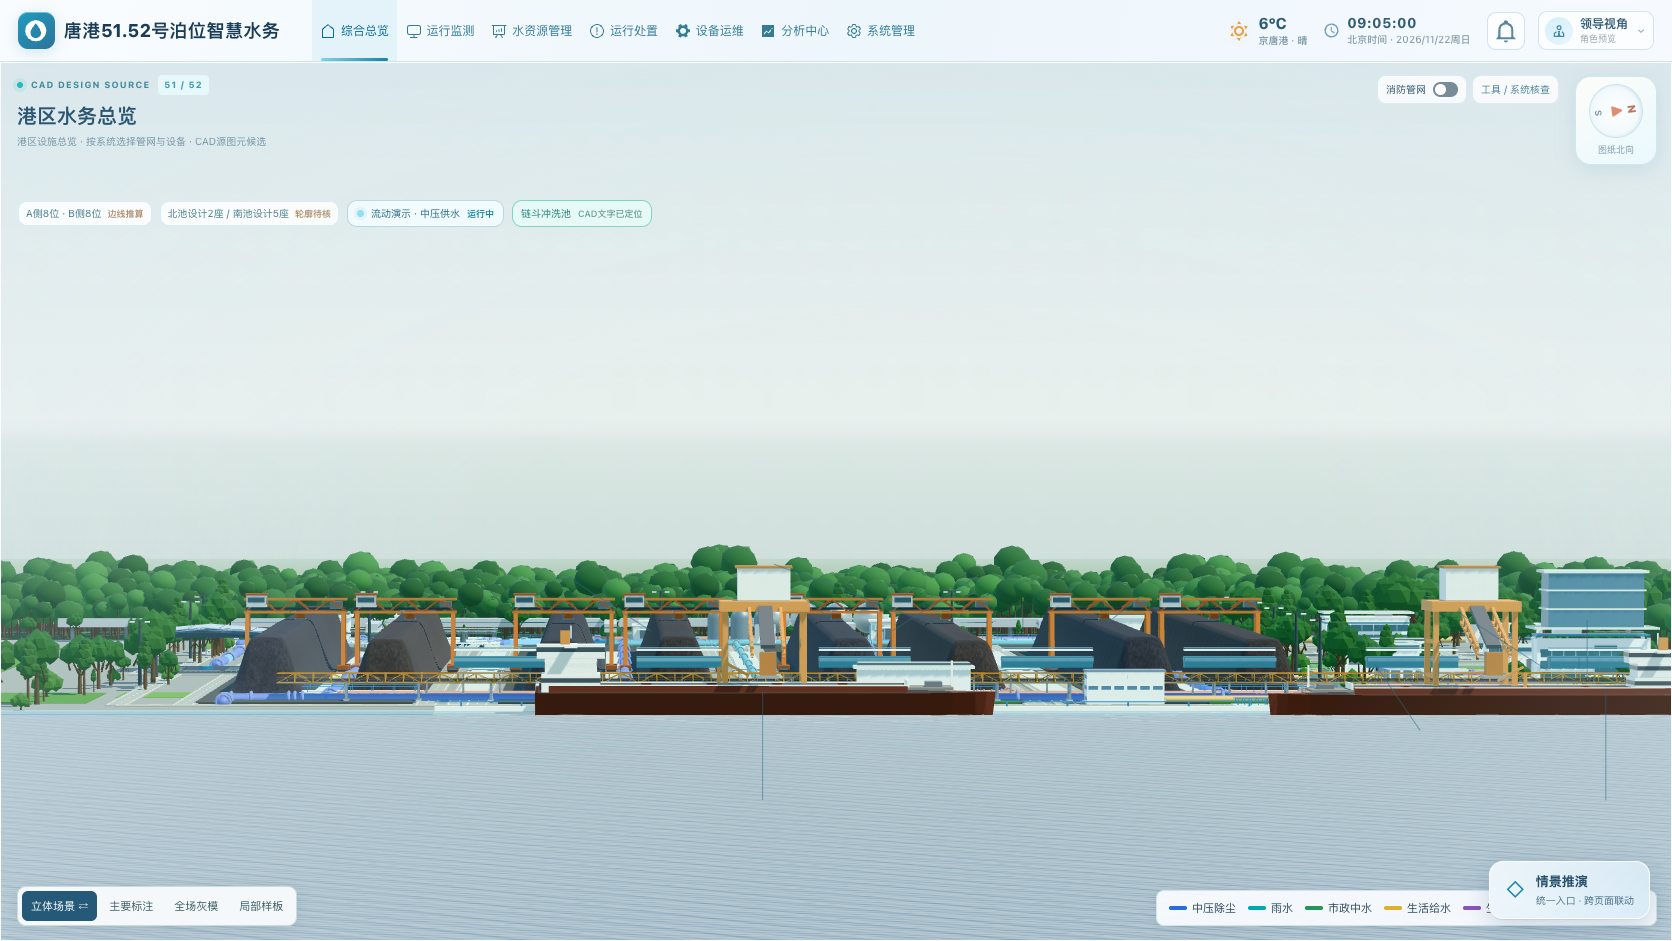 唐港51.52号泊位智慧水务
综合总览
运行监测
水资源管理
运行处置
设备运维
分析中心
系统管理
6°C
京唐港 · 晴
09:05:00
北京时间 · 2026/11/22周日
领导视角
角色预览
CAD DESIGN SOURCE
51 / 52
港区水务总览
港区设施总览 · 按系统选择管网与设备 · CAD源图元候选
消防管网
工具 / 系统核查
S
N
图纸北向
A侧8位 · B侧8位 边线推算
北池设计2座 / 南池设计5座 轮廓待核
流动演示 · 中压供水 运行中
链斗冲洗池 CAD文字已定位
立体场景
主要标注
全场灰模
局部样板
中压除尘
雨水
市政中水
生活给水
情景推演
统一入口 · 跨页面联动